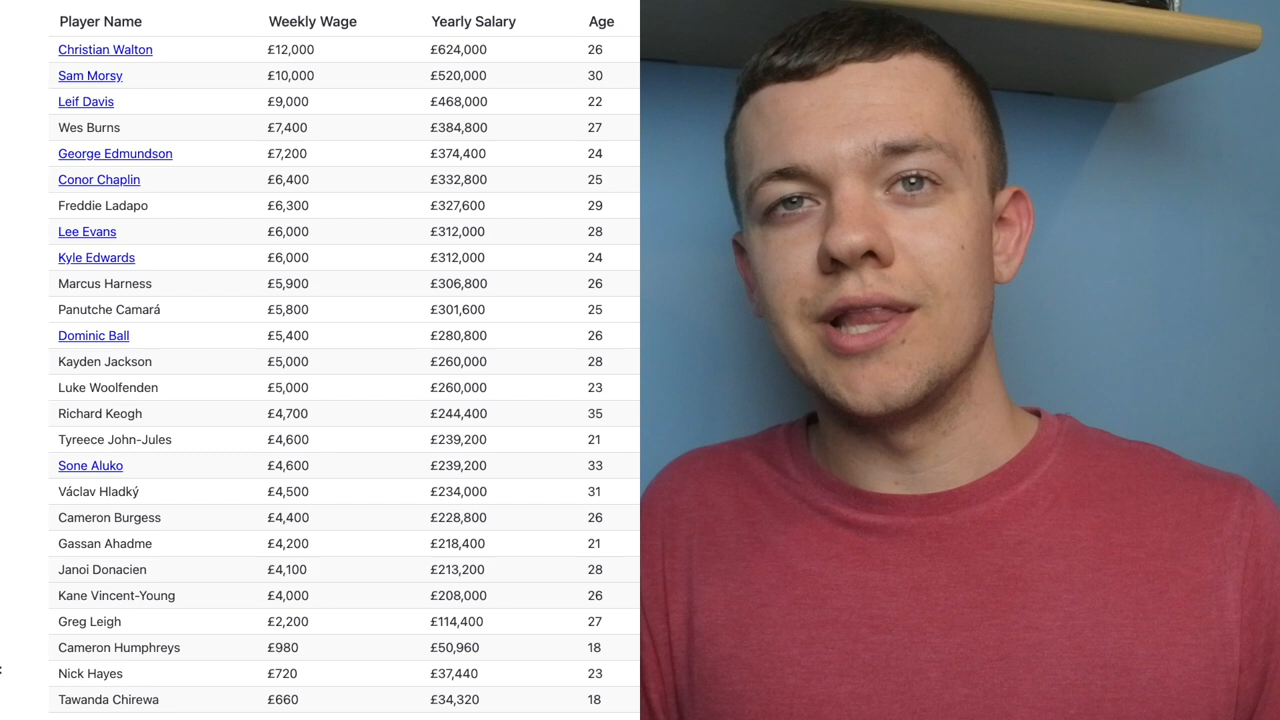 Player Name Weekly Wage Yearly Salary Age
Christian Walton £12,000 £624,000 26
Sam Morsy £10,000 £520,000 30
Leif Davis £9,000 £468,000 22
Wes Burns £7,400 £384,800 27
George Edmundson £7,200 £374,400 24
Conor Chaplin £6,400 £332,800 25
Freddie Ladapo £6,300 £327,600 29
Lee Evans £6,000 £312,000 28
Kyle Edwards £6,000 £312,000 24
Marcus Harness £5,900 £306,800 26
Panutche Camará £5,800 £301,600 25
Dominic Ball £5,400 £280,800 26
Kayden Jackson £5,000 £260,000 28
Luke Woolfenden £5,000 £260,000 23
Richard Keogh £4,700 £244,400 35
Tyreece John-Jules £4,600 £239,200 21
Sone Aluko £4,600 £239,200 33
Václav Hladký £4,500 £234,000 31
Cameron Burgess £4,400 £228,800 26
Gassan Ahadme £4,200 £218,400 21
Janoi Donacien £4,100 £213,200 28
Kane Vincent-Young £4,000 £208,000 26
Greg Leigh £2,200 £114,400 27
Cameron Humphreys £980 £50,960 18
Nick Hayes £720 £37,440 23
Tawanda Chirewa £660 £34,320 18